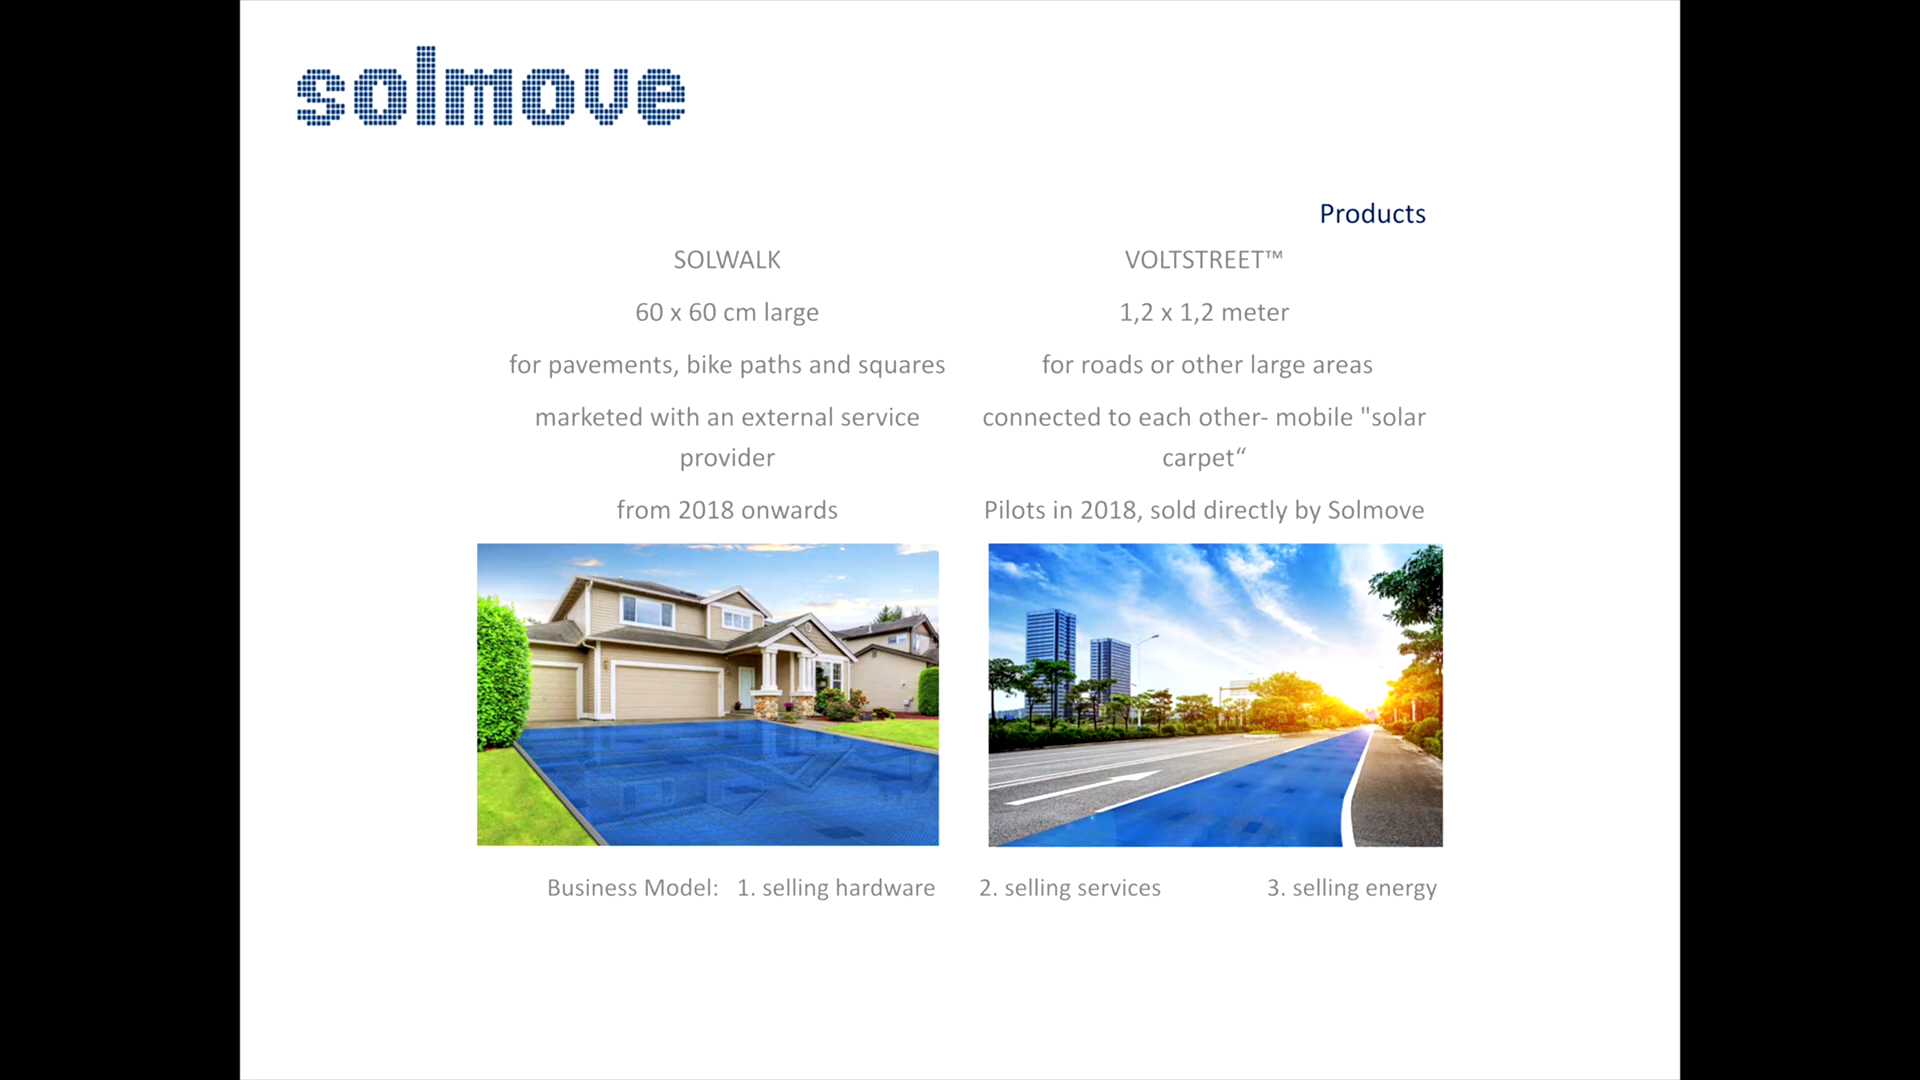 solmove
Products
SOLWALK
60 x 60 cm large
for pavements, bike paths and squares
marketed with an external service
provider
from 2018 onwards
VOLTSTREET™
1,2 x 1,2 meter
for roads or other large areas
connected to each other- mobile "solar
carpet“
Pilots in 2018, sold directly by Solmove
Business Model: 1. selling hardware 2. selling services 3. selling energy